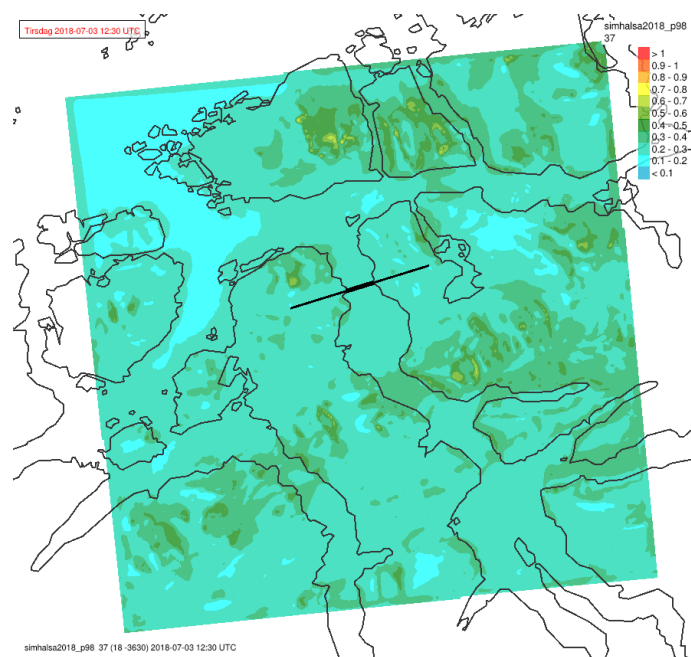 Tirsdag 2018-07-03 12:30 UTC
simhalsa2018_p98
37
> 1
0.9 - 1
0.8 - 0.9
0.7 - 0.8
0.6 - 0.7
0.5 - 0.6
0.4 - 0.5
0.3 - 0.4
0.2 - 0.3
0.1 - 0.2
< 0.1
simhalsa2018_p98 37 (18 -3630) 2018-07-03 12:30 UTC